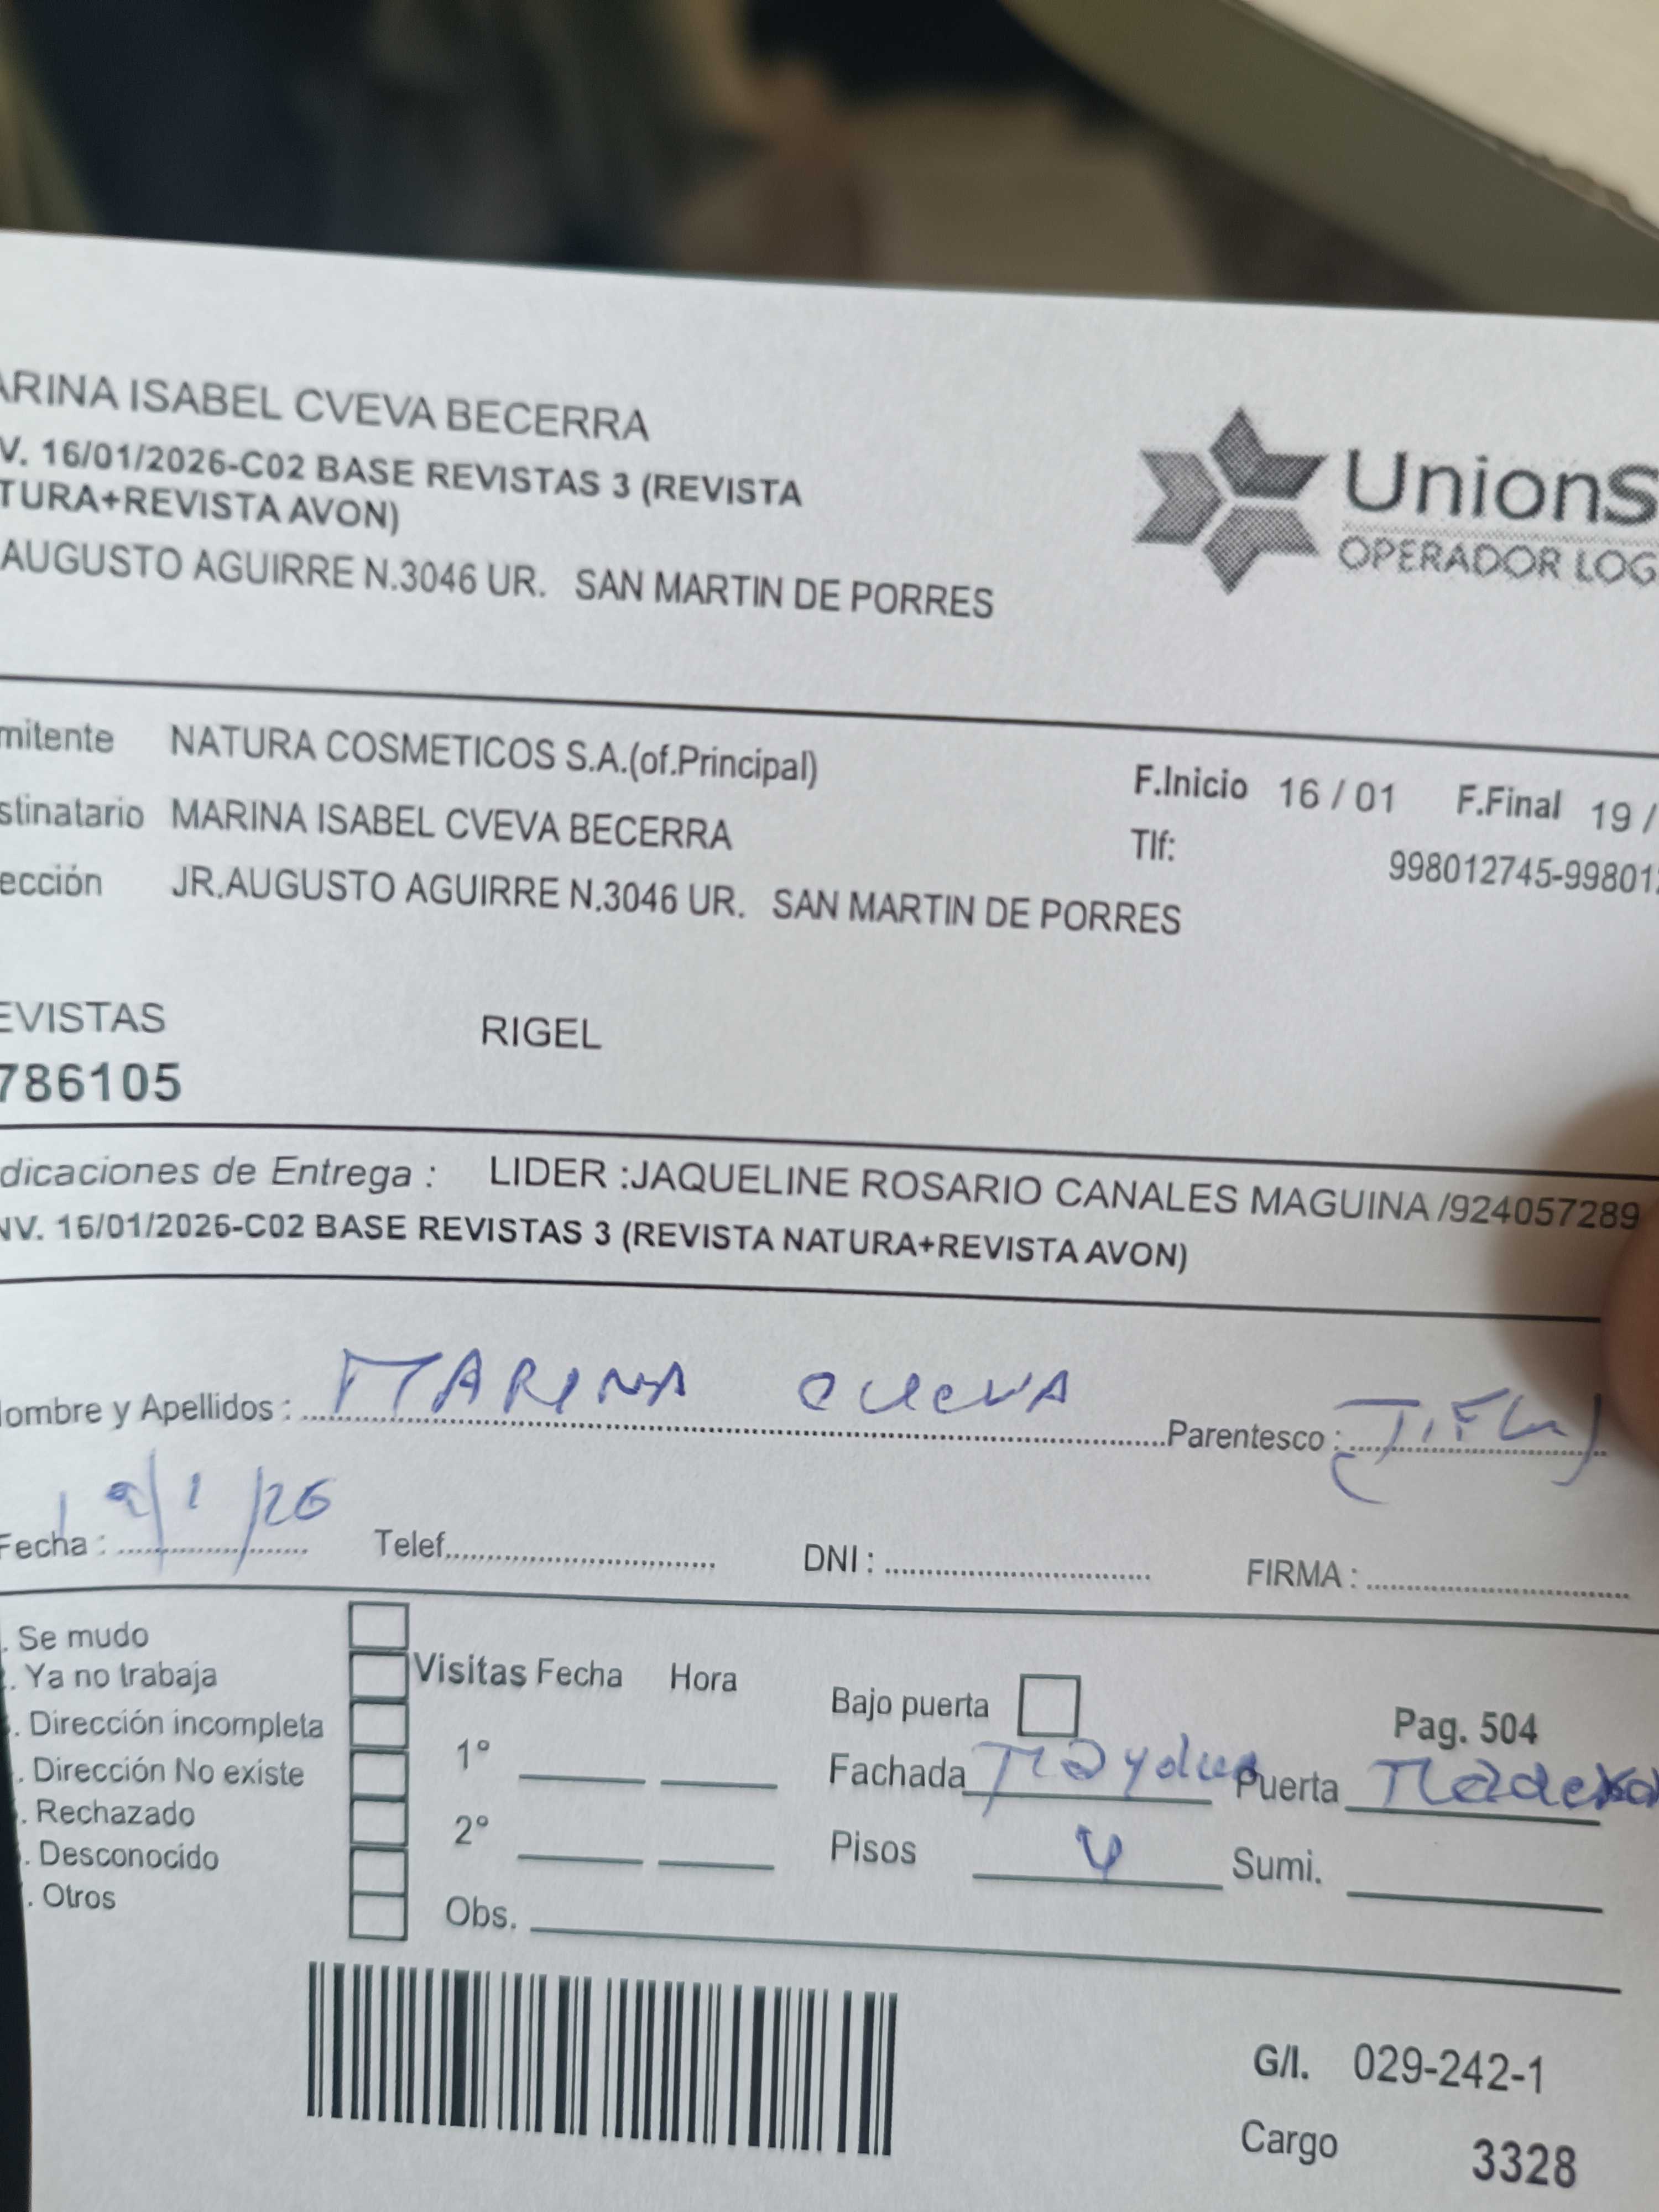 ARINA ISABEL CVEVA BECERRA
V. 16/01/2026-C02 BASE REVISTAS 3 (REVISTA
TURA+REVISTA AVON)
AUGUSTO AGUIRRE N.3046 UR. SAN MARTIN DE PORRES
UnionS
OPERADOR LOG
mitente NATURA COSMETICOS S.A.(of.Principal)
F.Inicio 16 / 01 F.Final 19 /
stinatario MARINA ISABEL CVEVA BECERRA
Tlf: 998012745-99801
ección JR.AUGUSTO AGUIRRE N.3046 UR. SAN MARTIN DE PORRES
EVISTAS RIGEL
786105
dicaciones de Entrega : LIDER :JAQUELINE ROSARIO CANALES MAGUINA /924057289
NV. 16/01/2026-C02 BASE REVISTAS 3 (REVISTA NATURA+REVISTA AVON)
ombre y Apellidos : MARINA CUEVA Parentesco :
Fecha : 19/1/26 Telef. DNI : FIRMA :
. Se mudo
. Ya no trabaja
. Dirección incompleta
. Dirección No existe
. Rechazado
. Desconocido
. Otros
Visitas Fecha Hora
1°
2°
Obs.
Bajo puerta
Pag. 504
Fachada Puerta Madera
Pisos 4 Sumi.
G/I. 029-242-1
Cargo 3328